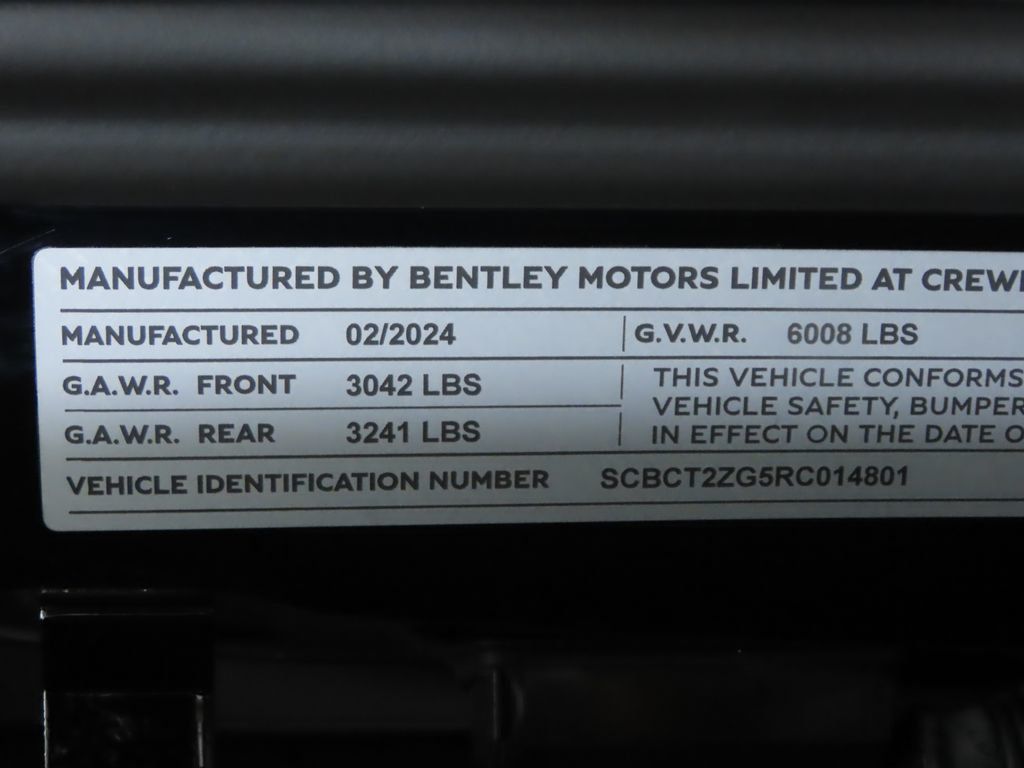 MANUFACTURED BY BENTLEY MOTORS LIMITED AT
MANUFACTURED 02/2024 G.V.W.R. 6008 LBS
G.A.W.R. FRONT 3042 LBS THIS VEHICLE CONFORMS
VEHICLE SAFETY, BUMPER
G.A.W.R. REAR 3241 LBS IN EFFECT ON THE DATE
VEHICLE IDENTIFICATION NUMBER SCBCT2ZG5RC014801